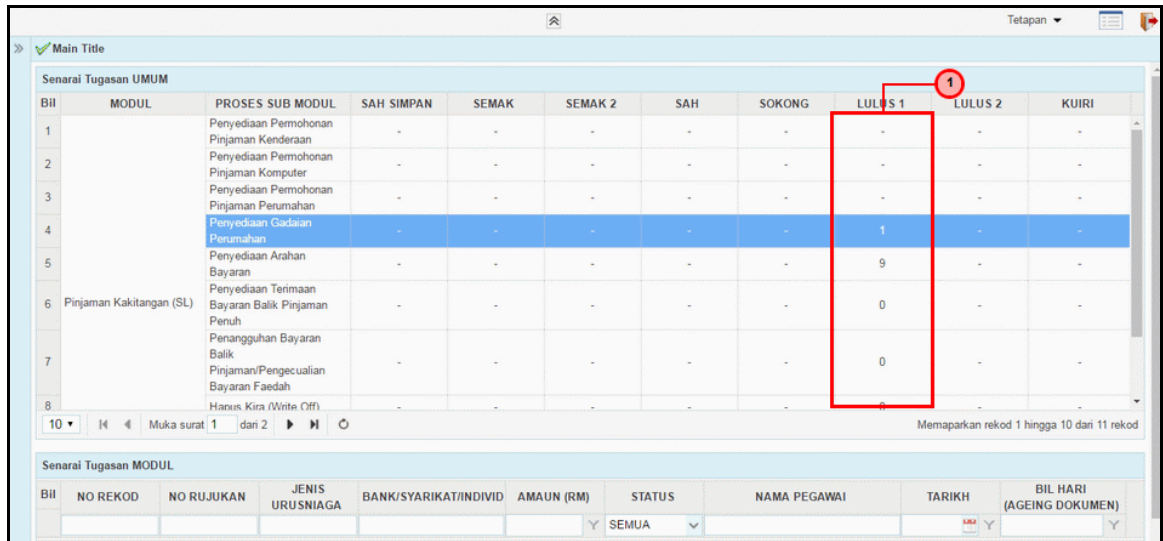 Tetapan
Main Title
Senarai Tugasan UMUM
1
Bil MODUL PROSES SUB MODUL SAH SIMPAN SEMAK SEMAK 2 SAH SOKONG LULUS 1 LULUS 2 KUIRI
1 Penyediaan Permohonan Pinjaman Kenderaan - - - - - - - -
2 Penyediaan Permohonan Pinjaman Komputer - - - - - - - -
3 Penyediaan Permohonan Pinjaman Perumahan - - - - - - - -
4 Penyediaan Gadaian Perumahan - - - - - 1 - -
5 Penyediaan Arahan Bayaran - - - - - 9 - -
6 Pinjaman Kakitangan (SL) Penyediaan Terimaan Bayaran Balik Pinjaman Penuh - - - - - 0 - -
7 Penangguhan Bayaran Balik Pinjaman/Pengecualian Bayaran Faedah - - - - - 0 - -
8 Hapus Kira (Write Off) - - - - - 0 - -
10 Muka surat 1 dari 2 Memaparkan rekod 1 hingga 10 dari 11 rekod
Senarai Tugasan MODUL
Bil NO REKOD NO RUJUKAN JENIS URUSNIAGA BANK/SYARIKAT/INDIVID AMAUN (RM) STATUS NAMA PEGAWAI TARIKH BIL HARI (AGEING DOKUMEN)
SEMUA